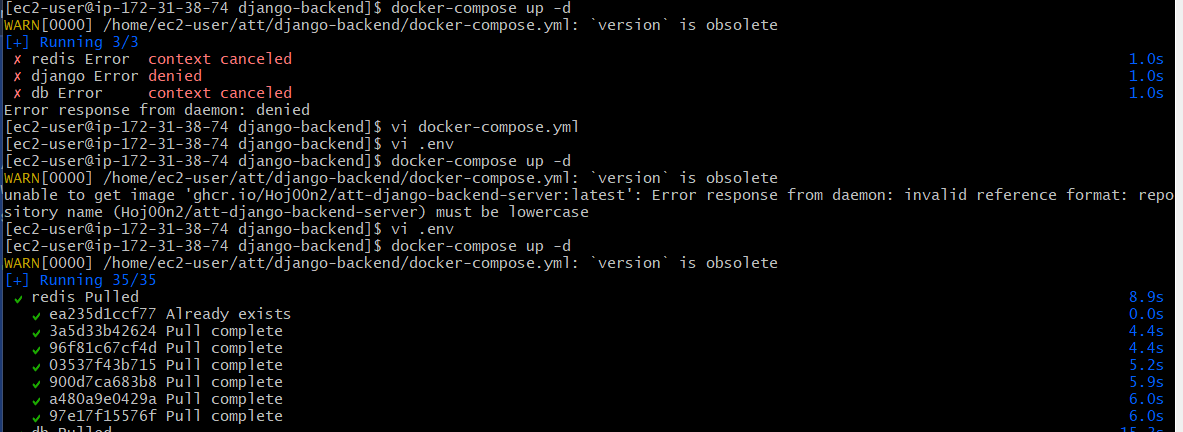 [ec2-user@ip-172-31-38-74 django-backend]$ docker-compose up -d
WARN[0000] /home/ec2-user/att/django-backend/docker-compose.yml: `version` is obsolete
[+] Running 3/3
✗ redis Error context canceled 1.0s
✗ django Error denied 1.0s
✗ db Error context canceled 1.0s
Error response from daemon: denied
[ec2-user@ip-172-31-38-74 django-backend]$ vi docker-compose.yml
[ec2-user@ip-172-31-38-74 django-backend]$ vi .env
[ec2-user@ip-172-31-38-74 django-backend]$ docker-compose up -d
WARN[0000] /home/ec2-user/att/django-backend/docker-compose.yml: `version` is obsolete
unable to get image 'ghcr.io/Hoj00n2/att-django-backend-server:latest': Error response from daemon: invalid reference format: repo
sitory name (Hoj00n2/att-django-backend-server) must be lowercase
[ec2-user@ip-172-31-38-74 django-backend]$ vi .env
[ec2-user@ip-172-31-38-74 django-backend]$ docker-compose up -d
WARN[0000] /home/ec2-user/att/django-backend/docker-compose.yml: `version` is obsolete
[+] Running 35/35
✔ redis Pulled 8.9s
✔ ea235d1ccf77 Already exists 0.0s
✔ 3a5d33b42624 Pull complete 4.4s
✔ 96f81c67cf4d Pull complete 4.4s
✔ 03537f43b715 Pull complete 5.2s
✔ 900d7ca683b8 Pull complete 5.9s
✔ a480a9e0429a Pull complete 6.0s
✔ 97e17f15576f Pull complete 6.0s
db Pulled